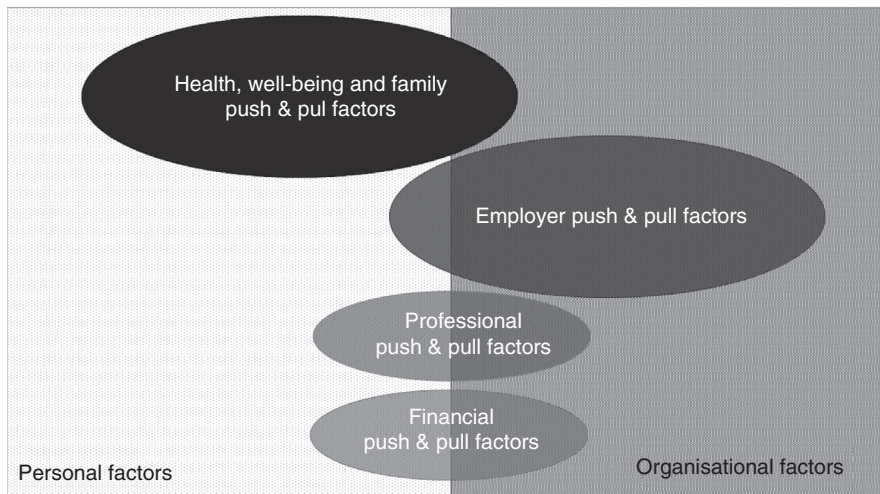 Health, well-being and family
push & pul factors
Employer push & pull factors
Professional
push & pull factors
Financial
push & pull factors
Personal factors
Organisational factors